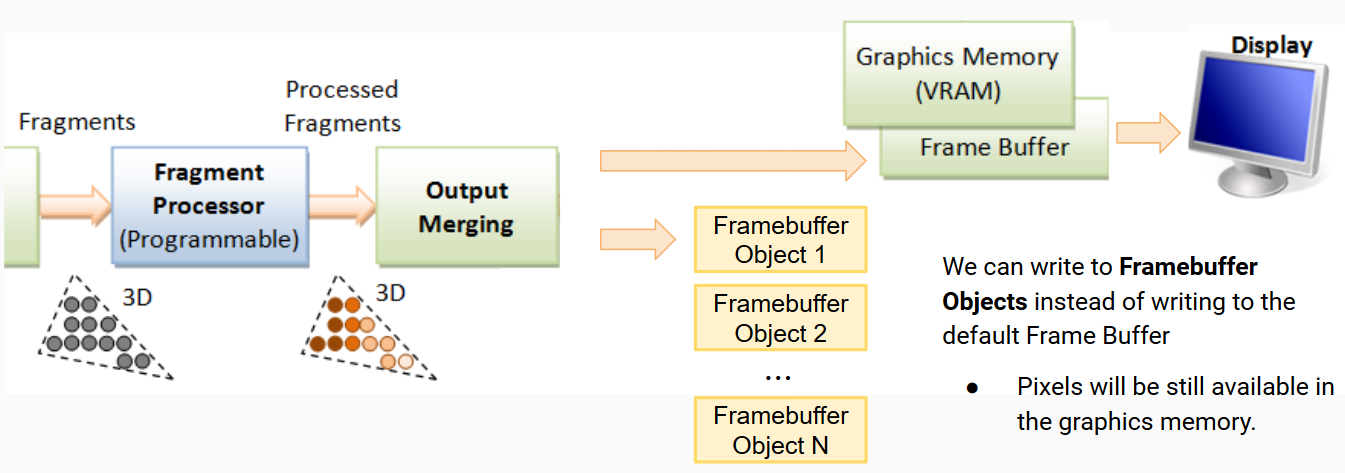 Fragments
Processed
Fragments
Fragment
Processor
(Programmable)
Output
Merging
3D
3D
Graphics Memory
(VRAM)
Frame Buffer
Display
Framebuffer
Object 1
Framebuffer
Object 2
...
Framebuffer
Object N
We can write to Framebuffer
Objects instead of writing to the
default Frame Buffer
● Pixels will be still available in
the graphics memory.